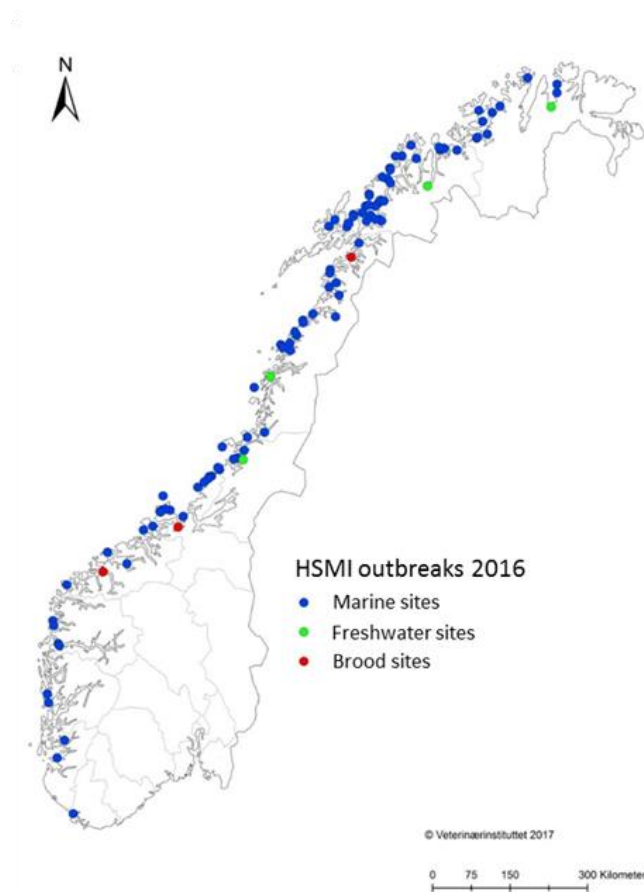 N
HSMI outbreaks 2016
Marine sites
Freshwater sites
Brood sites
© Veterinærinstituttet 2017
0 75 150 300 Kilometer